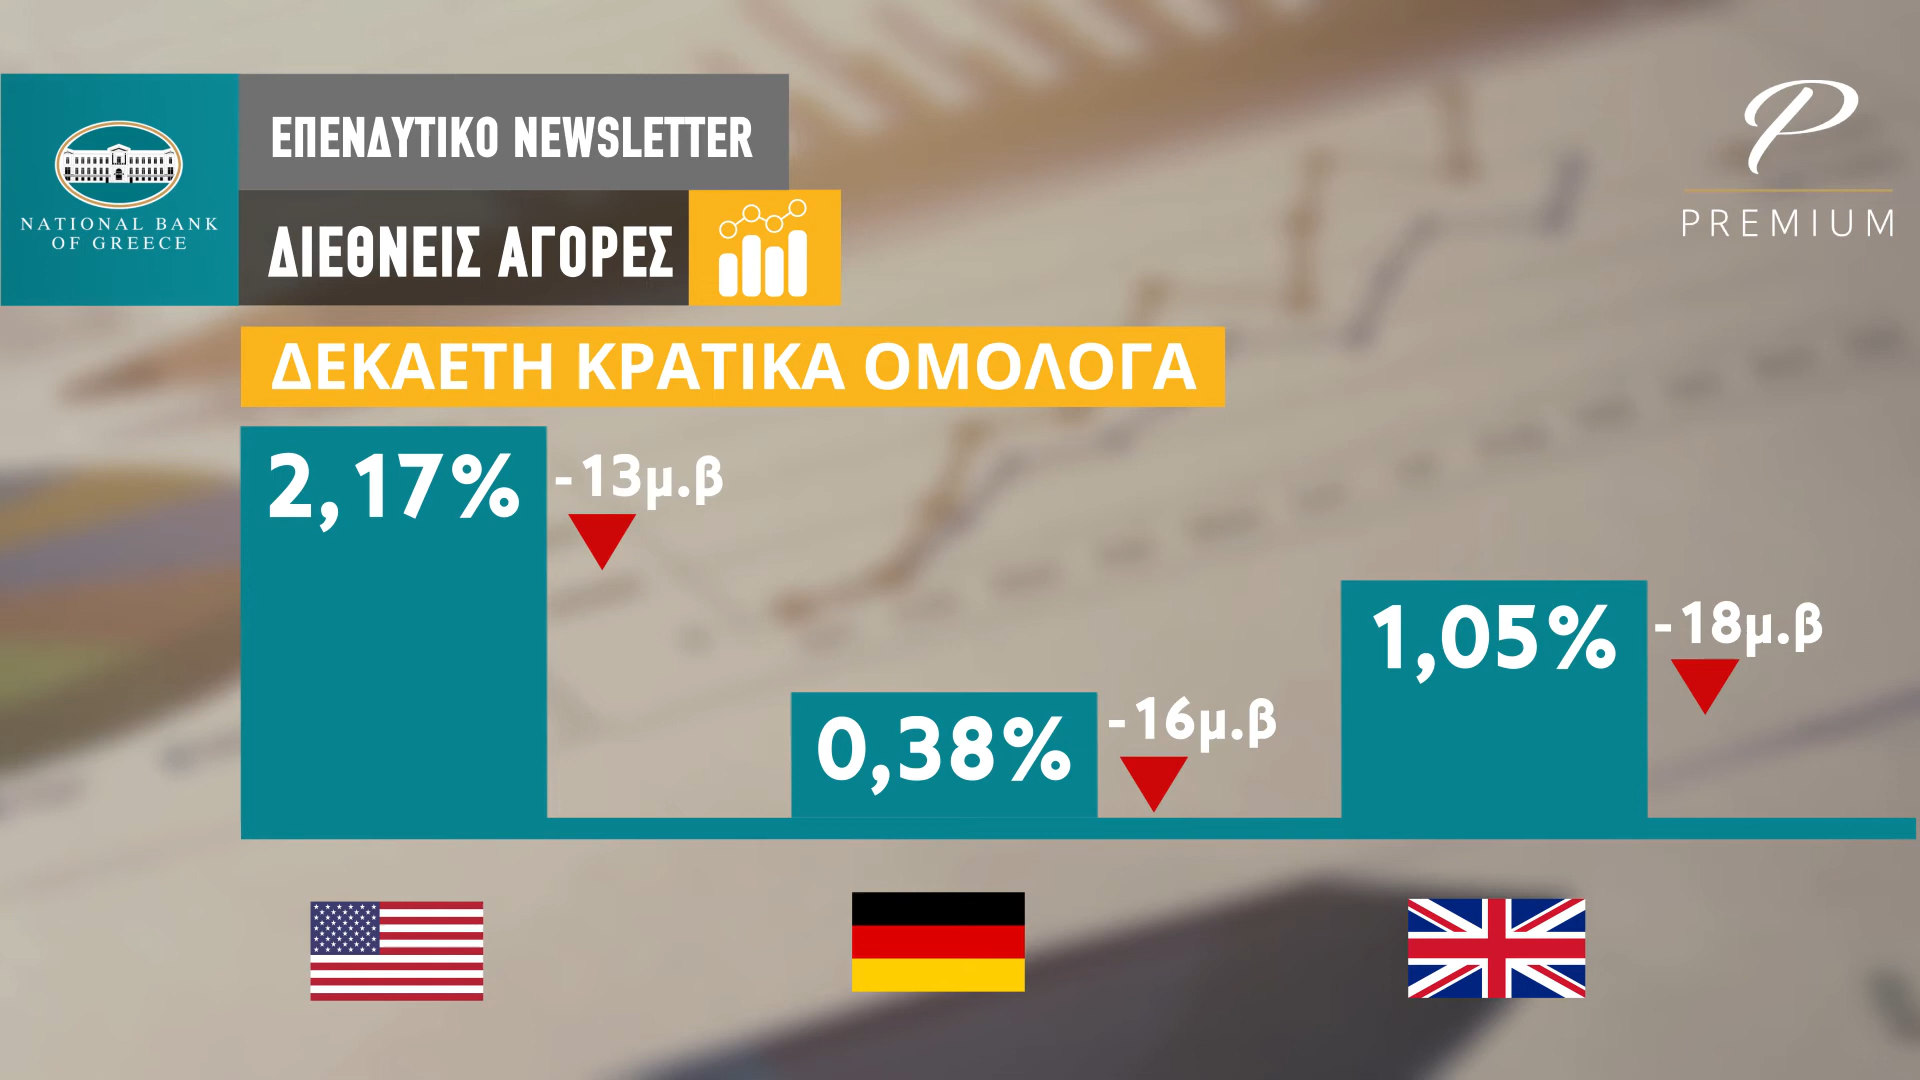 NATIONAL BANK
OF GREECE
ΕΠΕΝΔΥΤΙΚΟ NEWSLETTER
ΔΙΕΘΝΕΙΣ ΑΓΟΡΕΣ
P
PREMIUM
ΔΕΚΑΕΤΗ ΚΡΑΤΙΚΑ ΟΜΟΛΟΓΑ
2,17%
-13μ.β
0,38%
-16μ.β
1,05%
-18μ.β